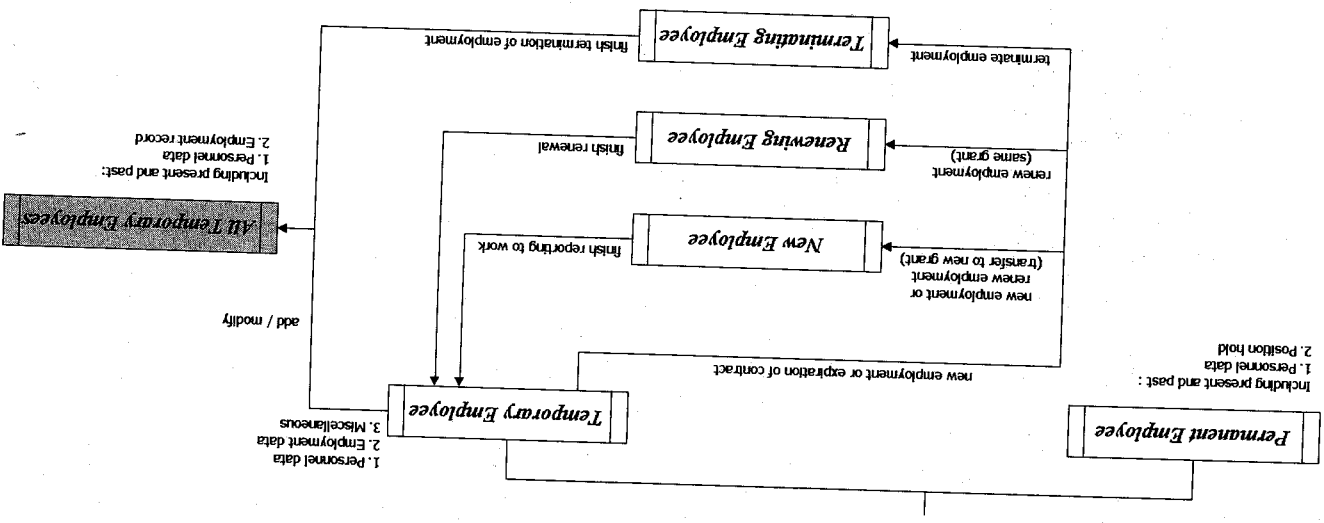 Permanent Employee
Including present and past :
1. Personnel data
2. Position hold
Temporary Employee
1. Personnel data
2. Employment data
3. Miscellaneous
new employment or expiration of contract
add / modify
new employment or
renew employment
(transfer to new grant)
New Employee
finish reporting to work
All Temporary Employees
Including present and past:
1. Personnel data
2. Employment record
renew employment
(same grant)
Renewing Employee
finish renewal
terminate employment
Terminating Employee
finish termination of employment